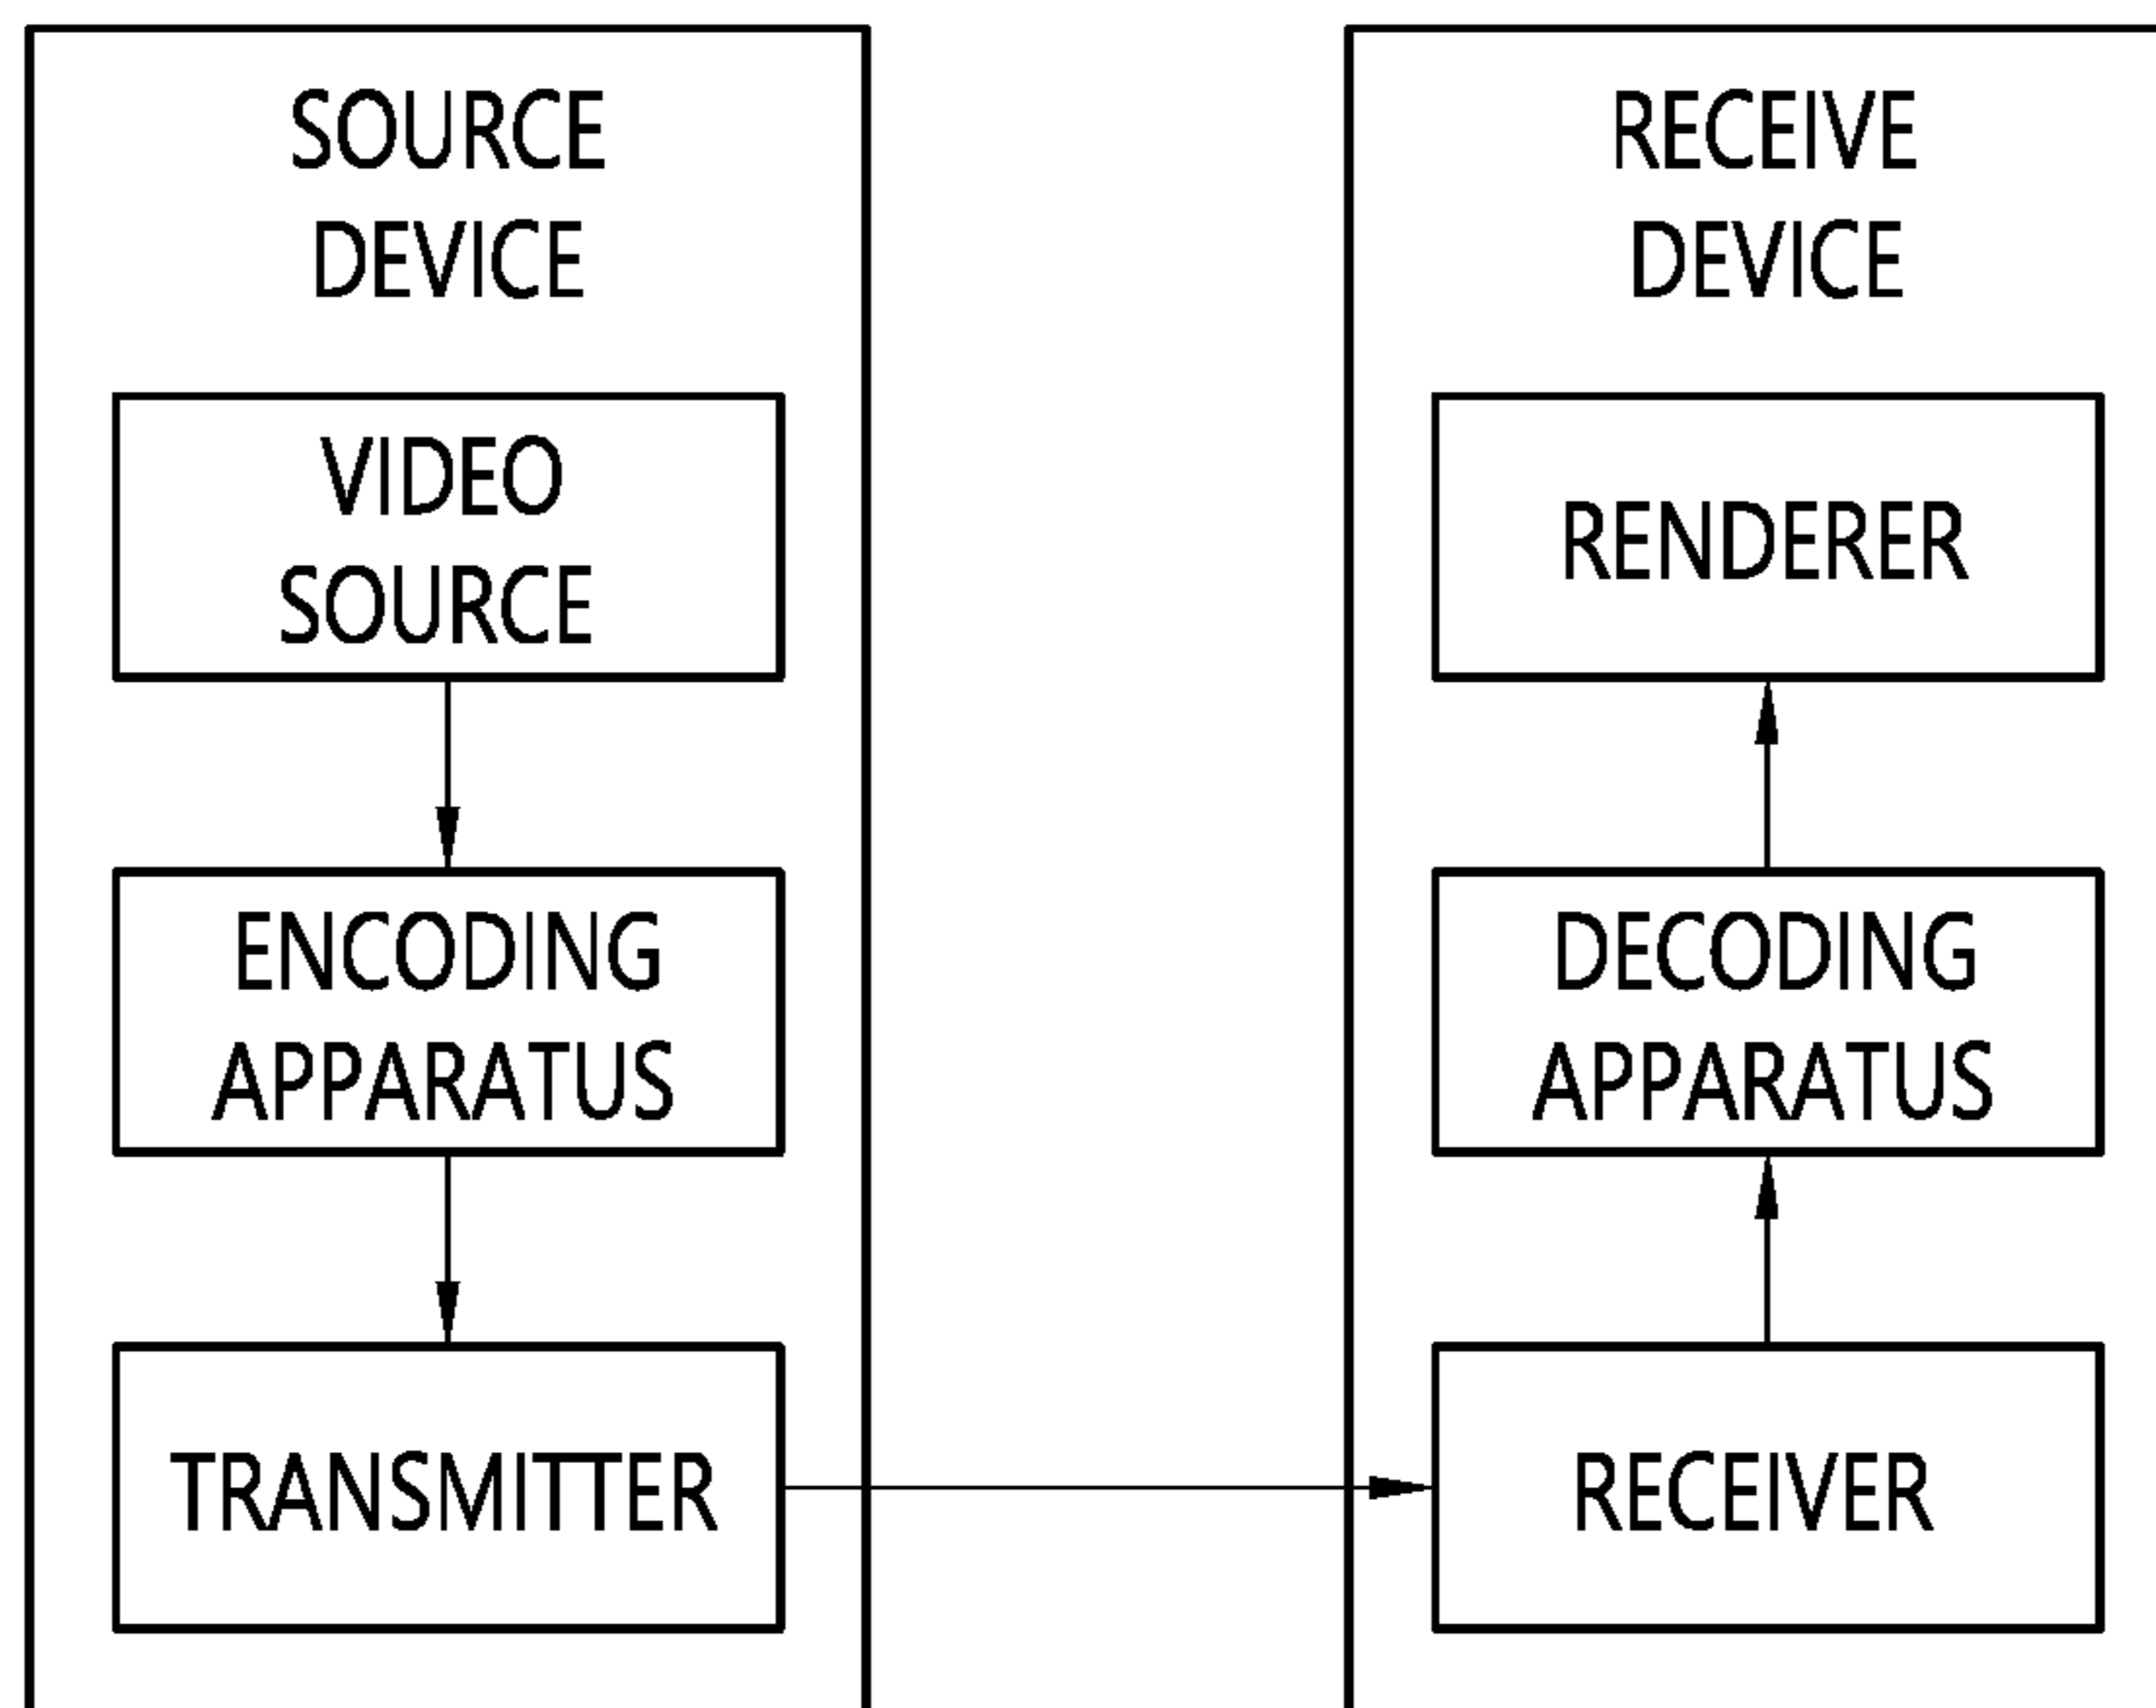 SOURCE
DEVICE
VIDEO
SOURCE
ENCODING
APPARATUS
TRANSMITTER
RECEIVE
DEVICE
RENDERER
DECODING
APPARATUS
RECEIVER